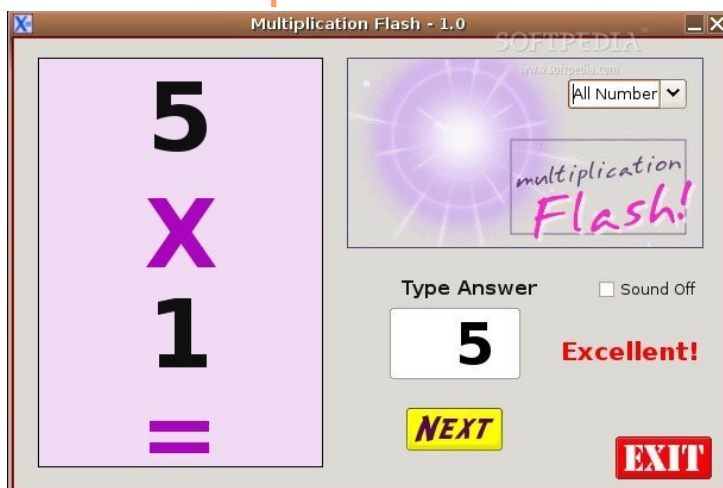 Multiplication Flash - 1.0
SOFTPEDIA
www.softpedia.com
5
X
1
=
All Number
multiplication
Flash!
Type Answer
Sound Off
5
Excellent!
NEXT
EXIT